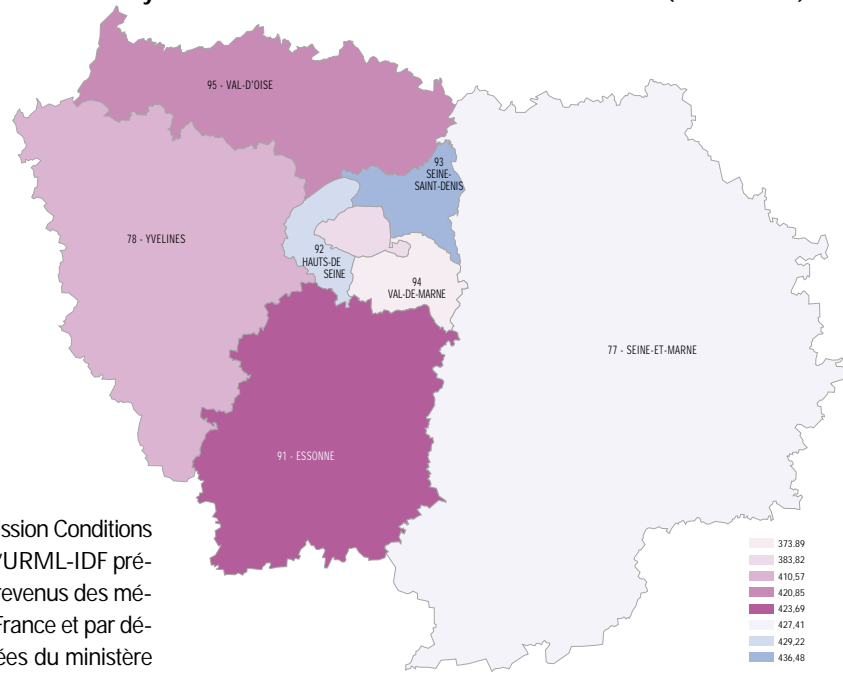 95 - VAL-D'OISE
93
SEINE-
SAINT-DENIS
78 - YVELINES
92
HAUTS-DE
SEINE
94
VAL-DE-MARNE
77 - SEINE-ET-MARNE
91 - ESSONNE
ssion Conditions
URML-IDF pré-
revenus des mé-
France et par dé-
ées du ministère
373.89
383,82
410,57
420,85
423,69
427,41
429,22
436,48